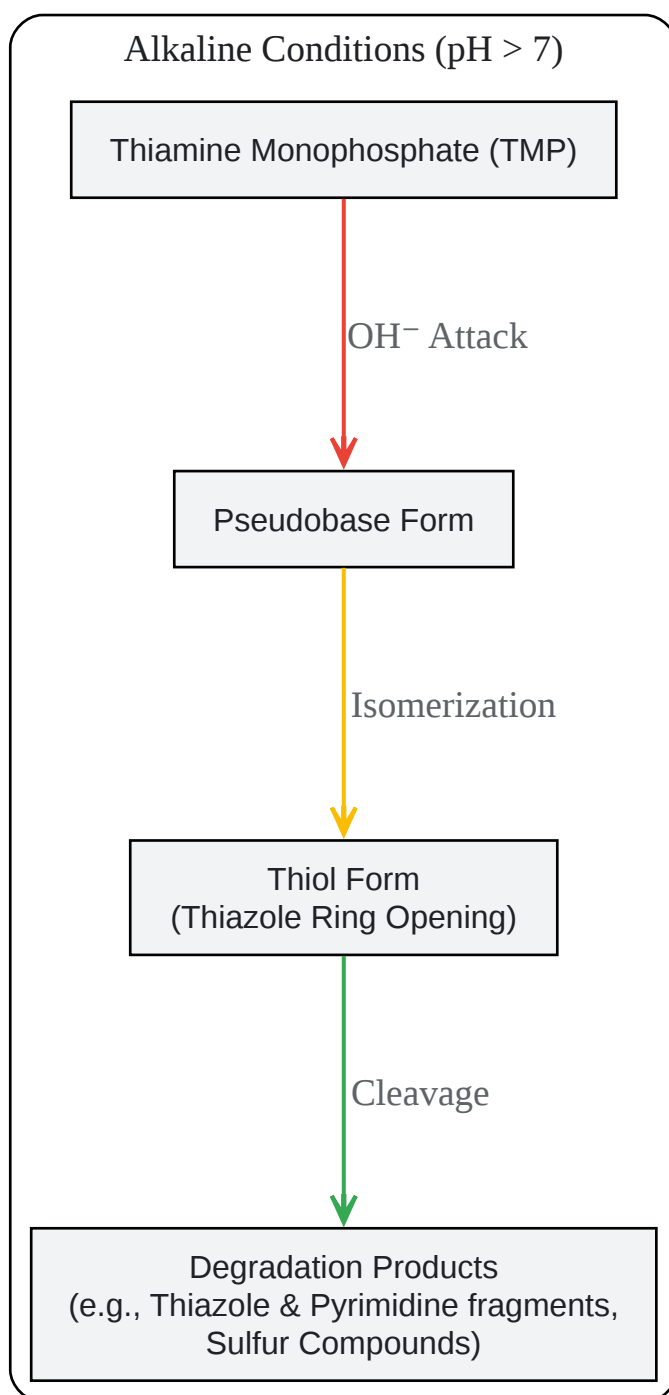 Alkaline Conditions (pH > 7)
Thiamine Monophosphate (TMP)
OH⁻ Attack
Pseudobase Form
Isomerization
Thiol Form
(Thiazole Ring Opening)
Cleavage
Degradation Products
(e.g., Thiazole & Pyrimidine fragments,
Sulfur Compounds)